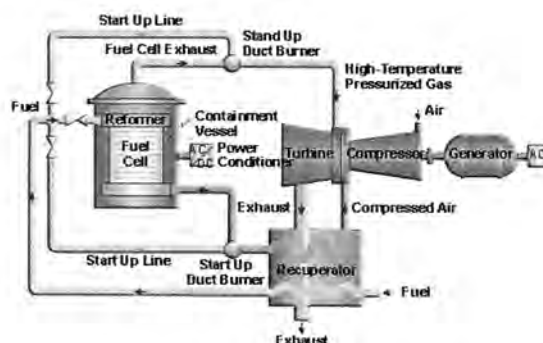 Start Up Line
Stand Up
Duct Burner
Fuel Cell Exhaust
High-Temperature
Pressurized Gas
Fuel
Reformer
Containment
Vessel
Air
Fuel
Cell
AC
DC
Power
Conditioner
Turbine
Compressor
Generator
AC
Exhaust
Compressed Air
Start Up Line
Start Up
Duct Burner
Recuperator
Fuel
Exhaust